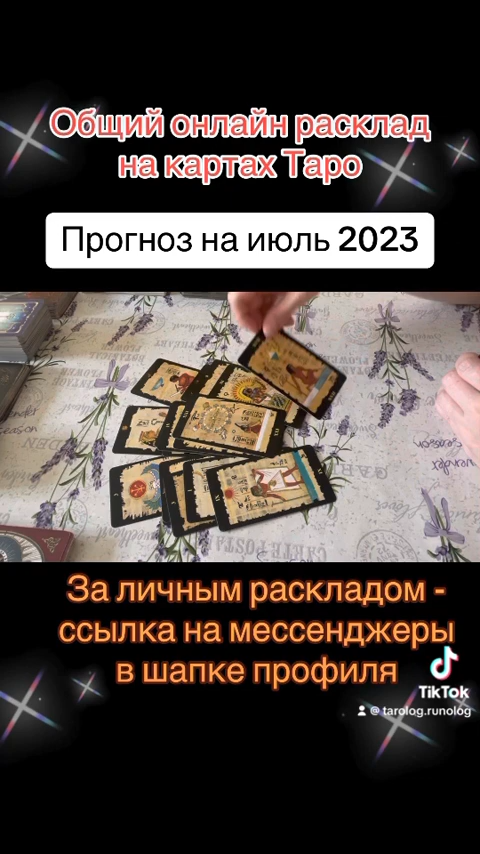 Общий онлайн расклад
на картах Таро
Прогноз на июль 2023
За личным раскладом -
ссылка на мессенджеры
в шапке профиля
TikTok
@ tarolog.runolog